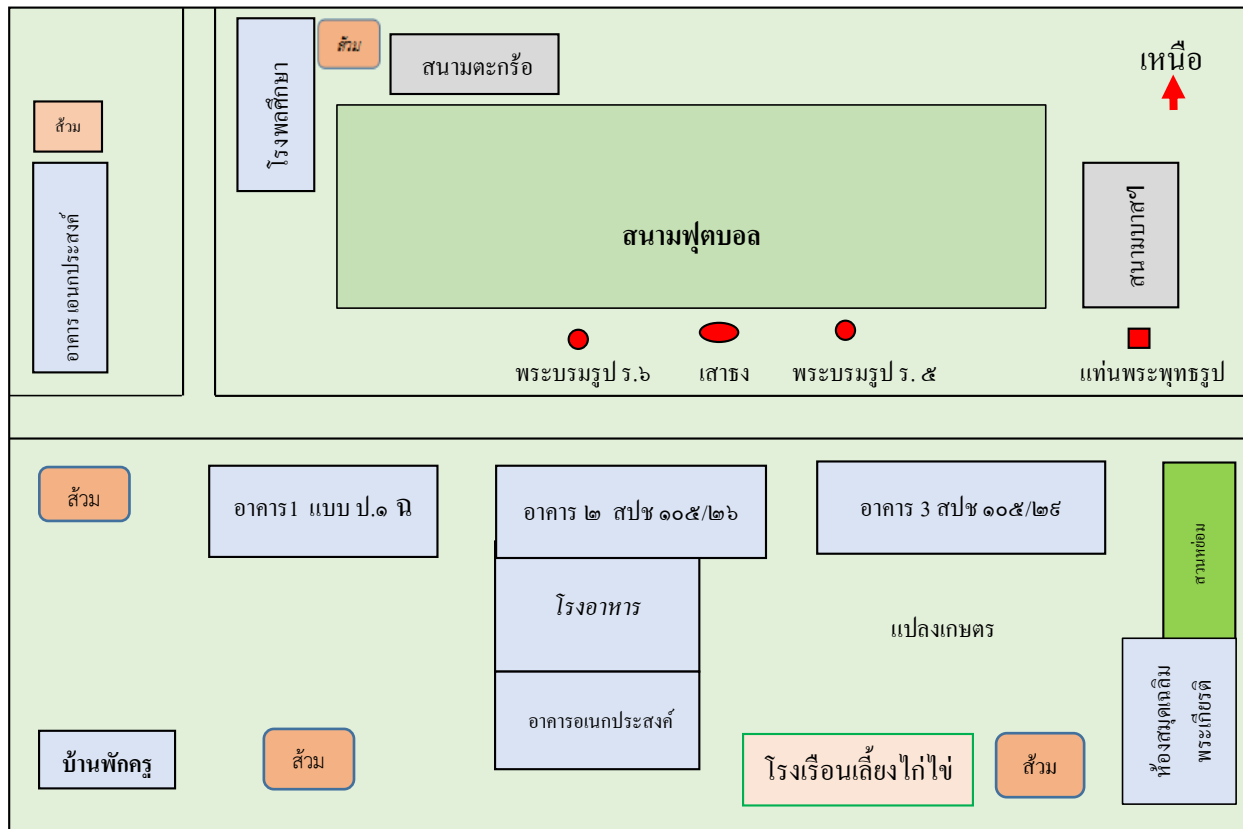 ส้วม
สนามตะกร้อ
เหนือ
โรงพลศึกษา
ส้วม
อาคาร เอนกประสงค์
สนามฟุตบอล
สนามบาสฯ
พระบรมรูป ร.๖
เสาธง
พระบรมรูป ร. ๕
แท่นพระพุทธรูป
ส้วม
อาคาร1 แบบ ป.๑ ฉ
อาคาร ๒ สปช ๑๐๕/๒๖
อาคาร 3 สปช ๑๐๕/๒๙
สวนหย่อม
โรงอาหาร
แปลงเกษตร
อาคารอเนกประสงค์
ห้องสมุดเฉลิม
พระเกียรติ
บ้านพักครู
ส้วม
โรงเรือนเลี้ยงไก่ไข่
ส้วม